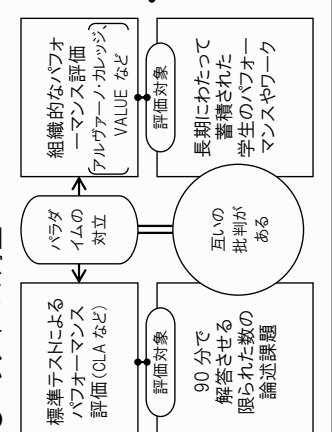 標準テストによる
パフォーマンス
評価(CLA など)
パラダ
イムの
対立
組織的なパフォ
ーマンス評価
(アルヴァーノ・カレッジ、
VALUE など)
評価対象
評価対象
90 分で
解答させる
限られた数の
論述課題
互いの
批判が
ある
長期にわたって
蓄積された
学生のパフォー
マンスやワーク